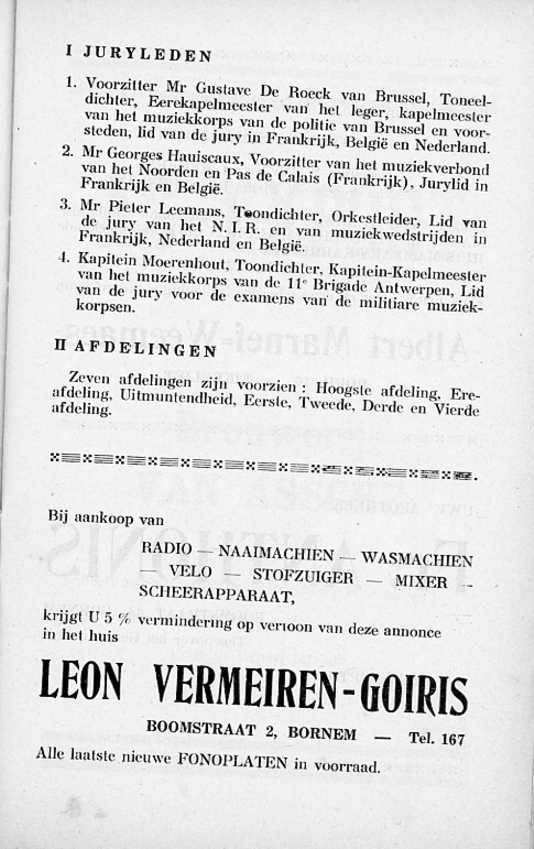 I JURYLEDEN
1. Voorzitter Mr Gustave De Roeck van Brussel, Toneel-
dichter, Eerekapelmeester van het leger, kapelmeester
van het muziekkorps van de politie van Brussel en voor-
steden, lid van de jury in Frankrijk, België en Nederland.
2. Mr Georges Hauiscaux, Voorzitter van het muziekverbond
van het Noorden en Pas de Calais (Frankrijk), Jurylid in
Frankrijk en België.
3. Mr Pieter Leemans, Toondichter, Orkestleider, Lid van
de jury van het N.I.R. en van muziekwedstrijden in
Frankrijk, Nederland en België.
4. Kapitein Moerenhout, Toondichter, Kapitein-Kapelmeester
van het muziekkorps van de 11e Brigade Antwerpen, Lid
van de jury voor de examens van de militiare muziek-
korpsen.
II AFDELINGEN
Zeven afdelingen zijn voorzien : Hoogste afdeling, Ere-
afdeling, Uitmuntendheid, Eerste, Tweede, Derde en Vierde
afdeling.
Bij aankoop van
RADIO — NAAIMACHIEN — WASMACHIEN
— VELO — STOFZUIGER — MIXER —
SCHEERAPPARAAT,
krijgt U 5 % vermindering op vertoon van deze annonce
in het huis
LEON VERMEIREN-GOIRIS
BOOMSTRAAT 2, BORNEM — Tel. 167
Alle laatste nieuwe FONOPLATEN in voorraad.